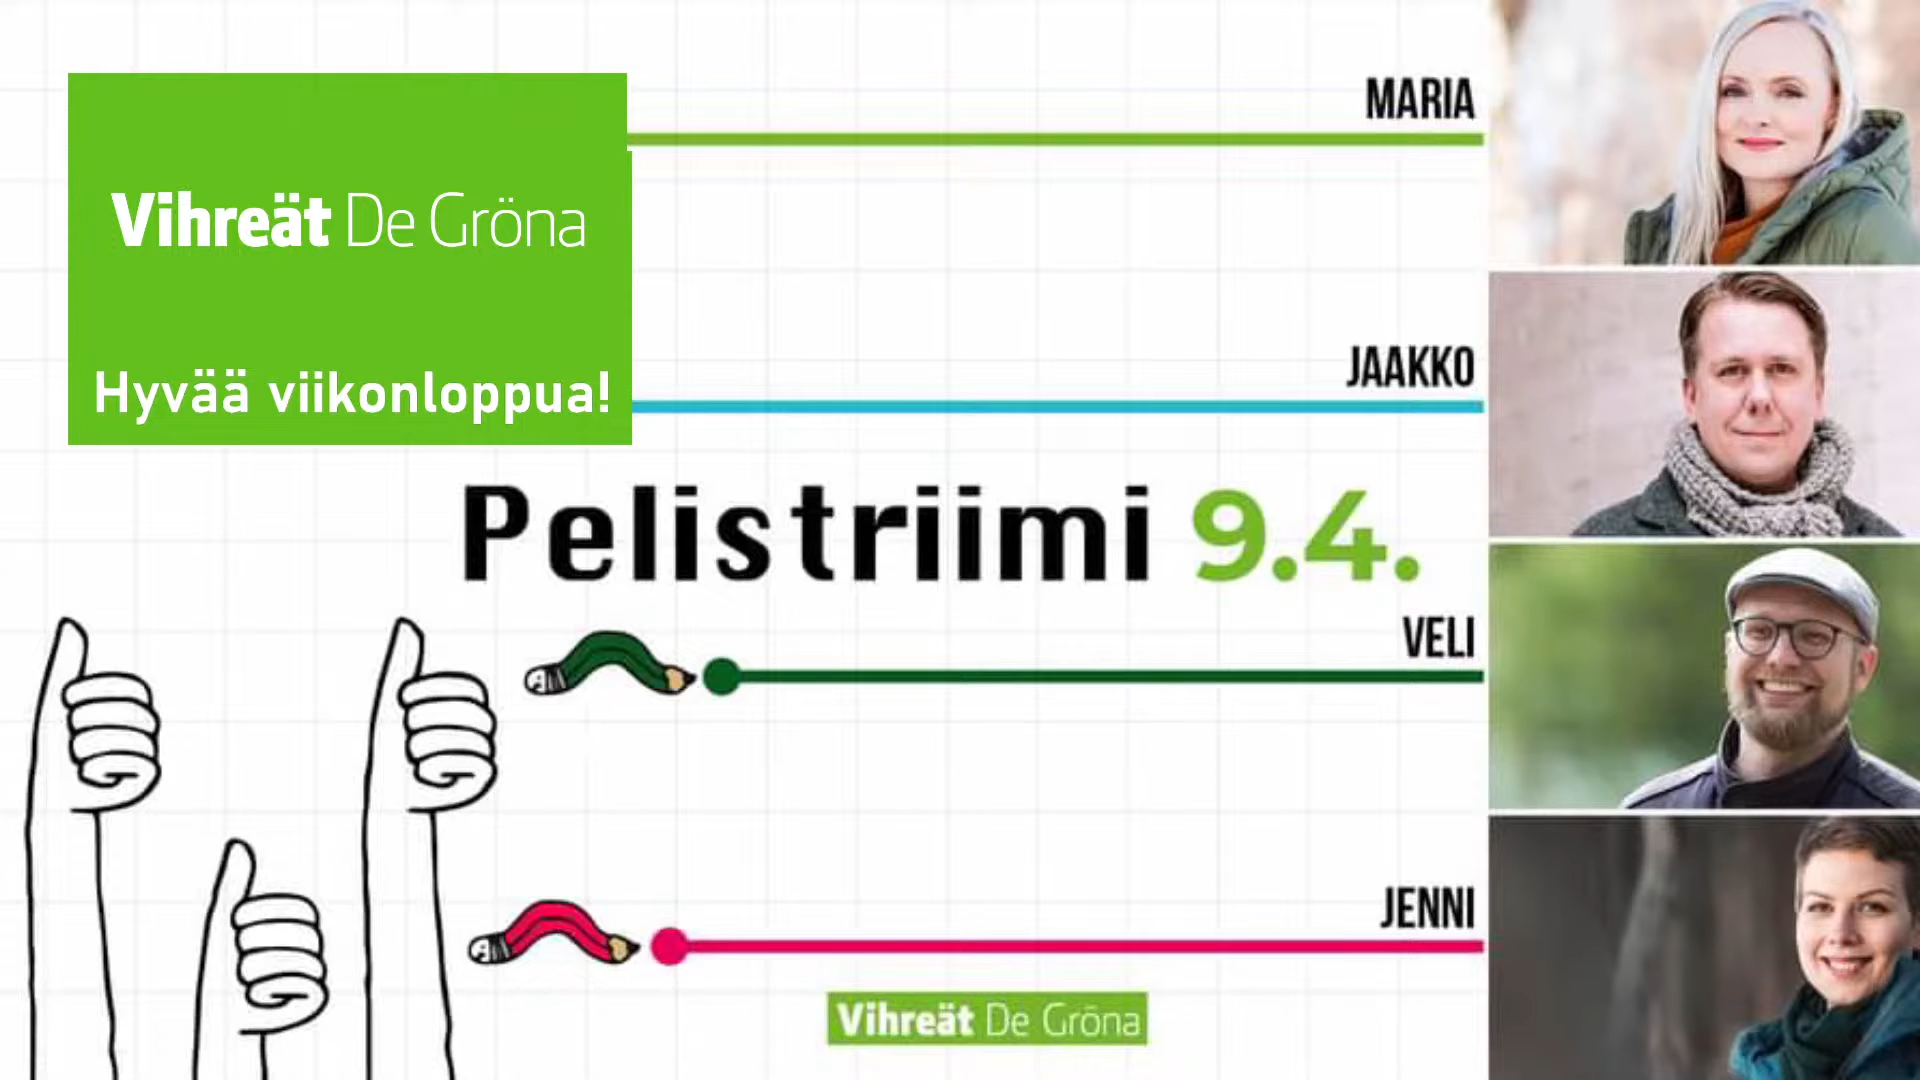 MARIA
Vihreät De Gröna
JAAKKO
Hyvää viikonloppua!
Pelistriimi 9.4.
VELI
JENNI
Vihreät De Gröna